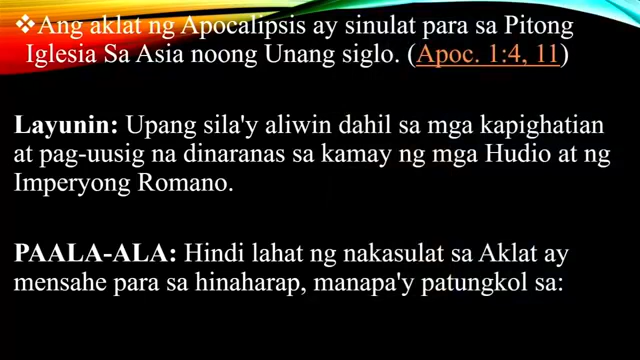 ❖Ang aklat ng Apocalipsis ay sinulat para sa Pitong
Iglesia Sa Asia noong Unang siglo. (Apoc. 1:4, 11)
Layunin: Upang sila'y aliwin dahil sa mga kapighatian
at pag-uusig na dinaranas sa kamay ng mga Hudio at ng
Imperyong Romano.
PAALA-ALA: Hindi lahat ng nakasulat sa Aklat ay
mensahe para sa hinaharap, manapa'y patungkol sa: